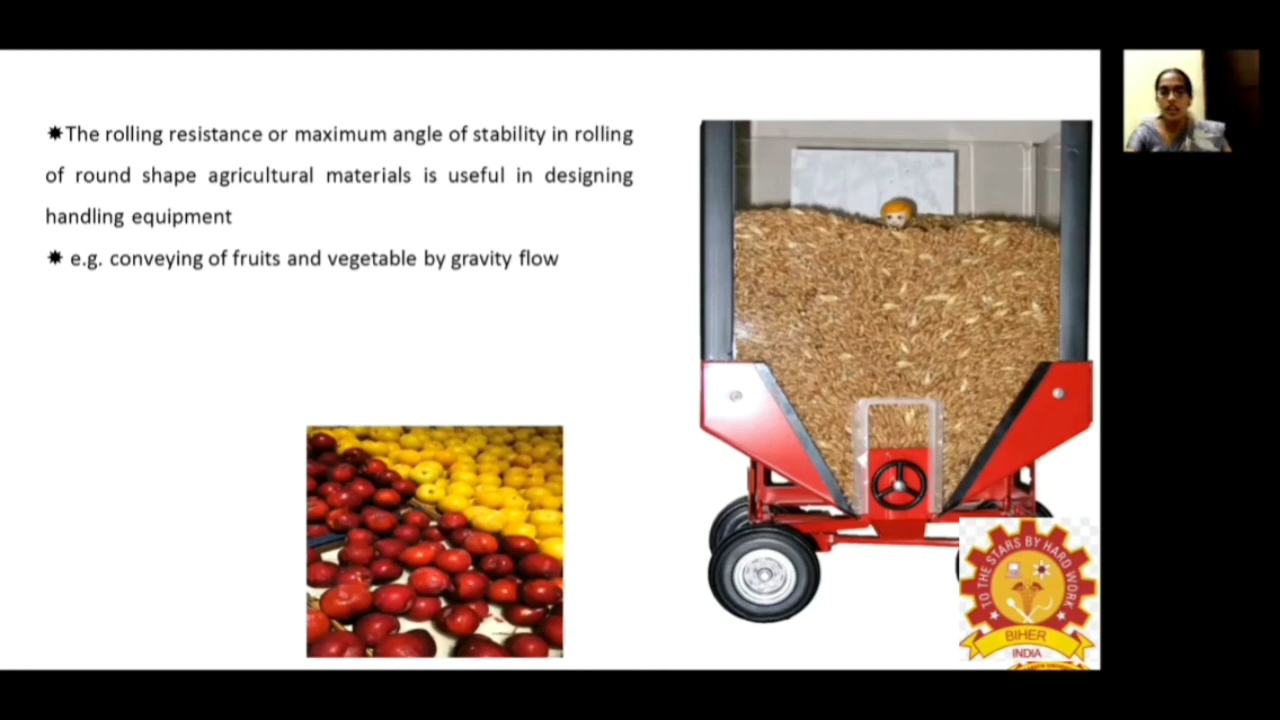 ✷The rolling resistance or maximum angle of stability in rolling
of round shape agricultural materials is useful in designing
handling equipment
✷ e.g. conveying of fruits and vegetable by gravity flow
TO THE STARS BY HARD WORK
BIHER
INDIA